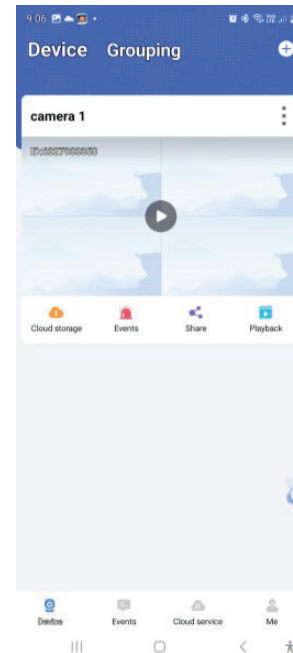 9:06
Device Grouping
camera 1
Cloud storage Events Share Playback
Events Cloud service Me